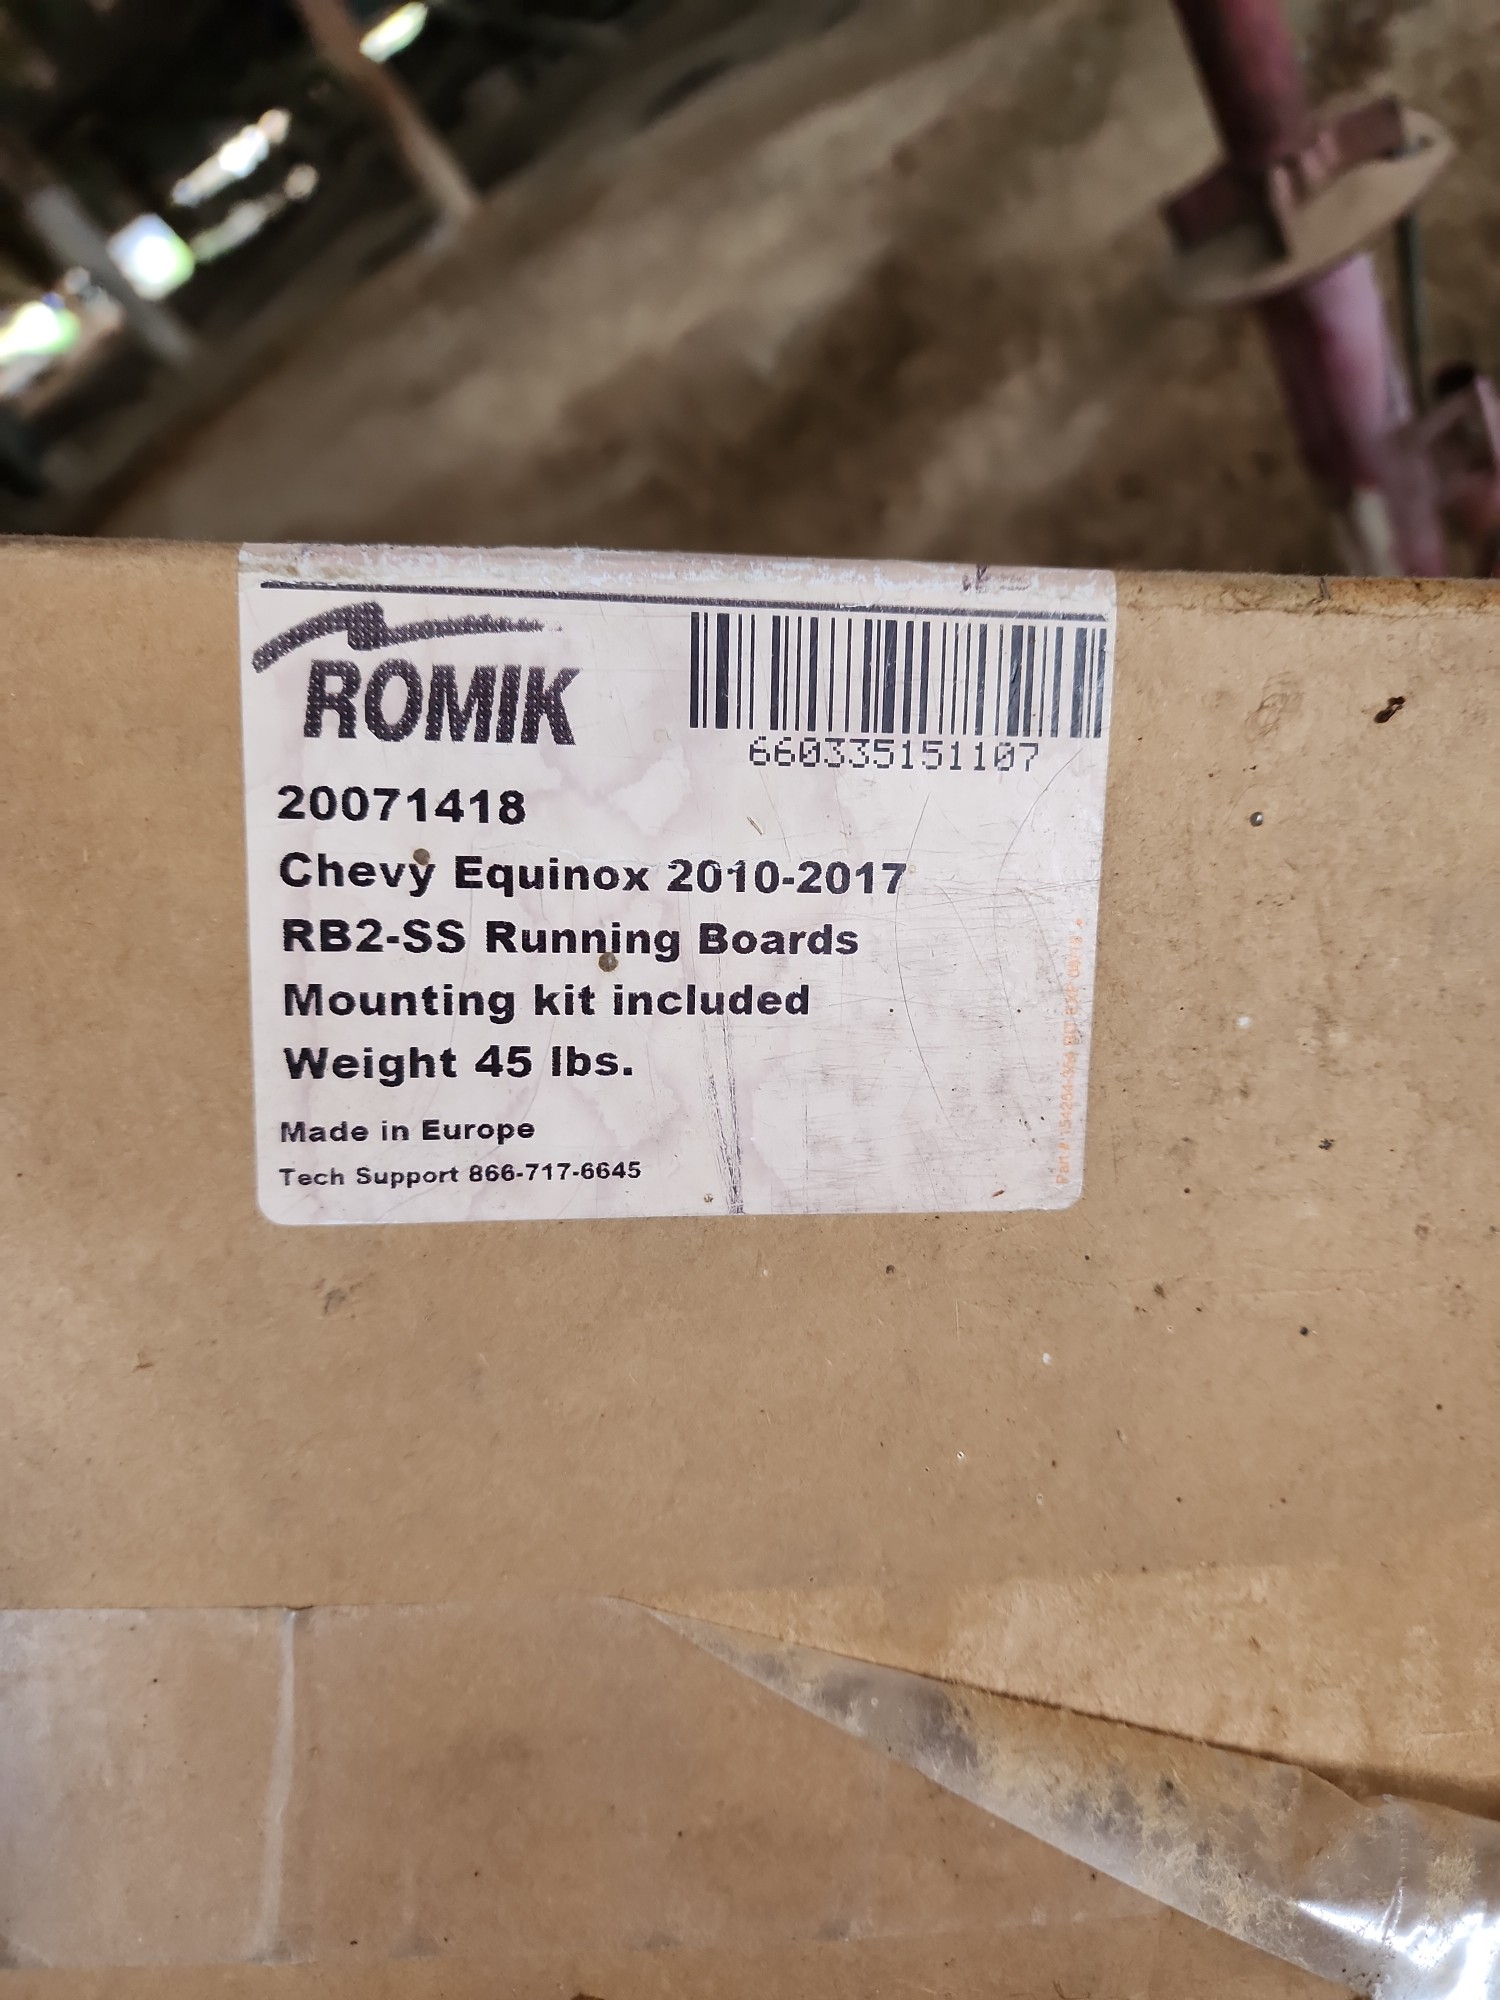 ROMIK
660335151107
20071418
Chevy Equinox 2010-2017
RB2-SS Running Boards
Mounting kit included
Weight 45 lbs.
Made in Europe
Tech Support 866-717-6645
Part #